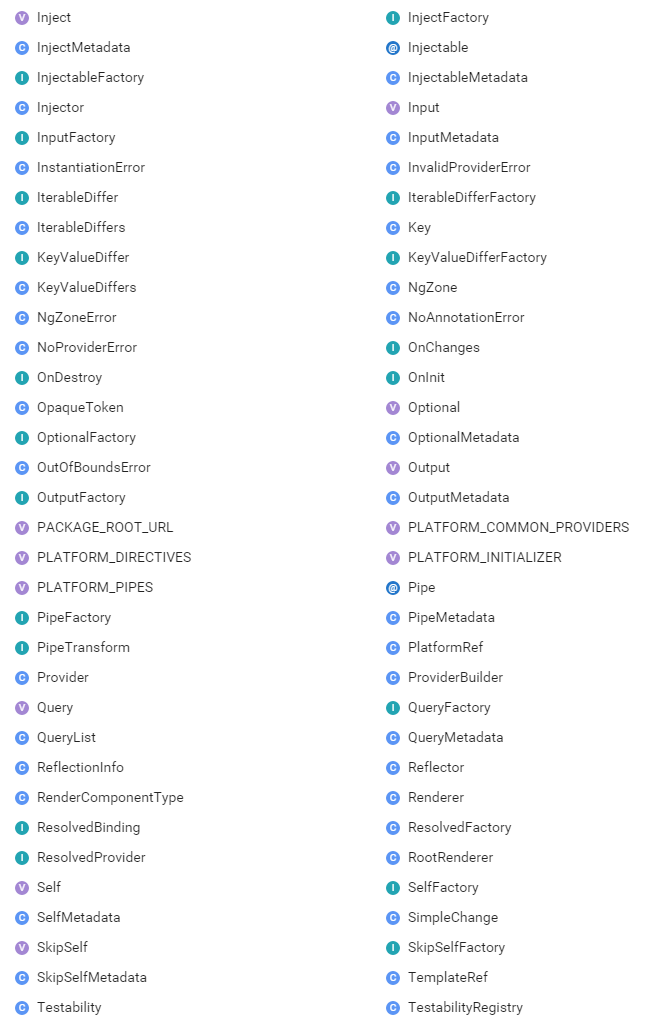 V Inject I InjectFactory
C InjectMetadata @ Injectable
I InjectableFactory C InjectableMetadata
C Injector V Input
I InputFactory C InputMetadata
C InstantiationError C InvalidProviderError
I IterableDiffer I IterableDifferFactory
C IterableDiffers C Key
I KeyValueDiffer I KeyValueDifferFactory
C KeyValueDiffers C NgZone
C NgZoneError C NoAnnotationError
C NoProviderError I OnChanges
I OnDestroy I OnInit
C OpaqueToken V Optional
I OptionalFactory C OptionalMetadata
C OutOfBoundsError V Output
I OutputFactory C OutputMetadata
V PACKAGE_ROOT_URL V PLATFORM_COMMON_PROVIDERS
V PLATFORM_DIRECTIVES V PLATFORM_INITIALIZER
V PLATFORM_PIPES @ Pipe
I PipeFactory C PipeMetadata
I PipeTransform C PlatformRef
C Provider C ProviderBuilder
V Query I QueryFactory
C QueryList C QueryMetadata
C ReflectionInfo C Reflector
C RenderComponentType C Renderer
I ResolvedBinding C ResolvedFactory
I ResolvedProvider C RootRenderer
V Self I SelfFactory
C SelfMetadata C SimpleChange
V SkipSelf I SkipSelfFactory
C SkipSelfMetadata C TemplateRef
C Testability C TestabilityRegistry